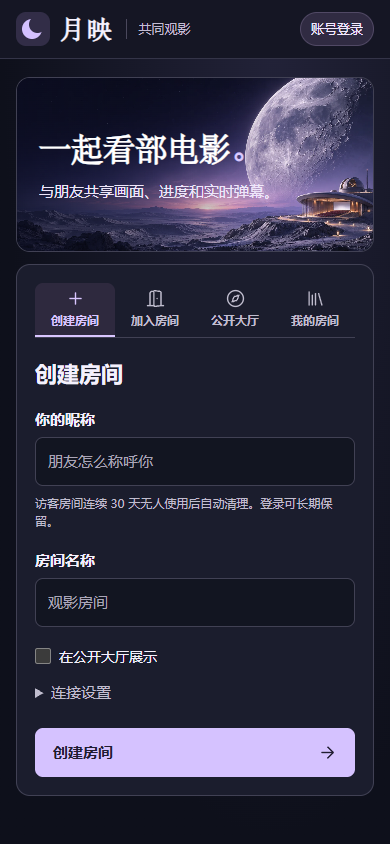 月映 共同观影 账号登录
一起看部电影。
与朋友共享画面、进度和实时弹幕。
创建房间 加入房间 公开大厅 我的房间
创建房间
你的昵称
朋友怎么称呼你
访客房间连续 30 天无人使用后自动清理。登录可长期保
留。
房间名称
观影房间
在公开大厅展示
连接设置
创建房间